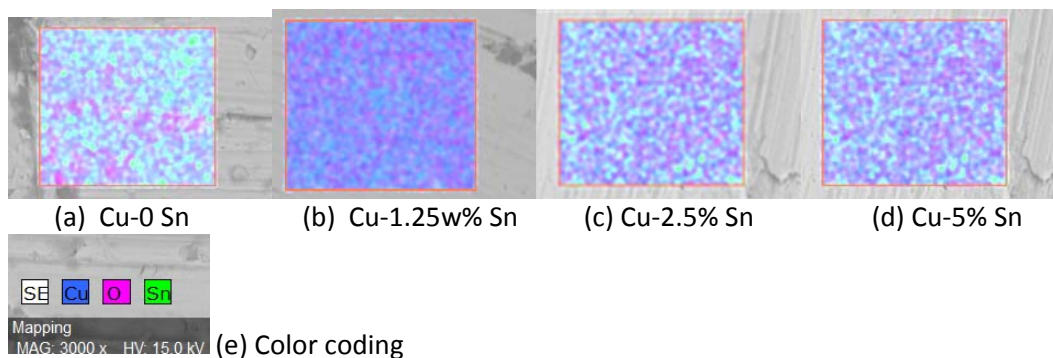 (a) Cu-0 Sn
(b) Cu-1.25w% Sn
(c) Cu-2.5% Sn
(d) Cu-5% Sn
SE Cu O Sn
Mapping
MAG: 3000 x HV: 15.0 kV
(e) Color coding